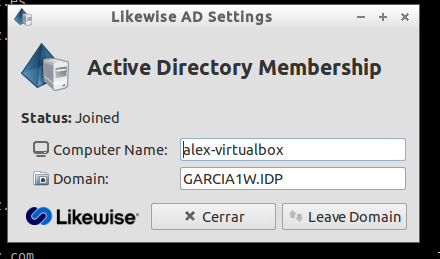 Likewise AD Settings
Active Directory Membership
Status: Joined
Computer Name: alex-virtualbox
Domain: GARCIA1W.IDP
Likewise®
Cerrar
Leave Domain
.com